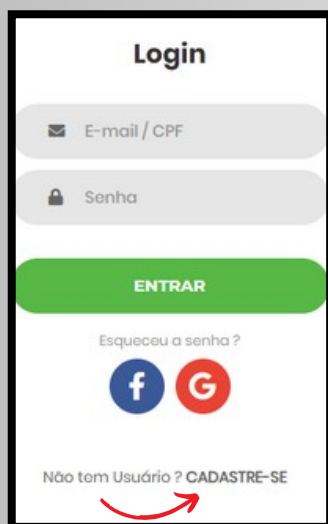 Login
E-mail / CPF
Senha
ENTRAR
Esqueceu a senha ?
f G
Não tem Usuário ? CADASTRE-SE